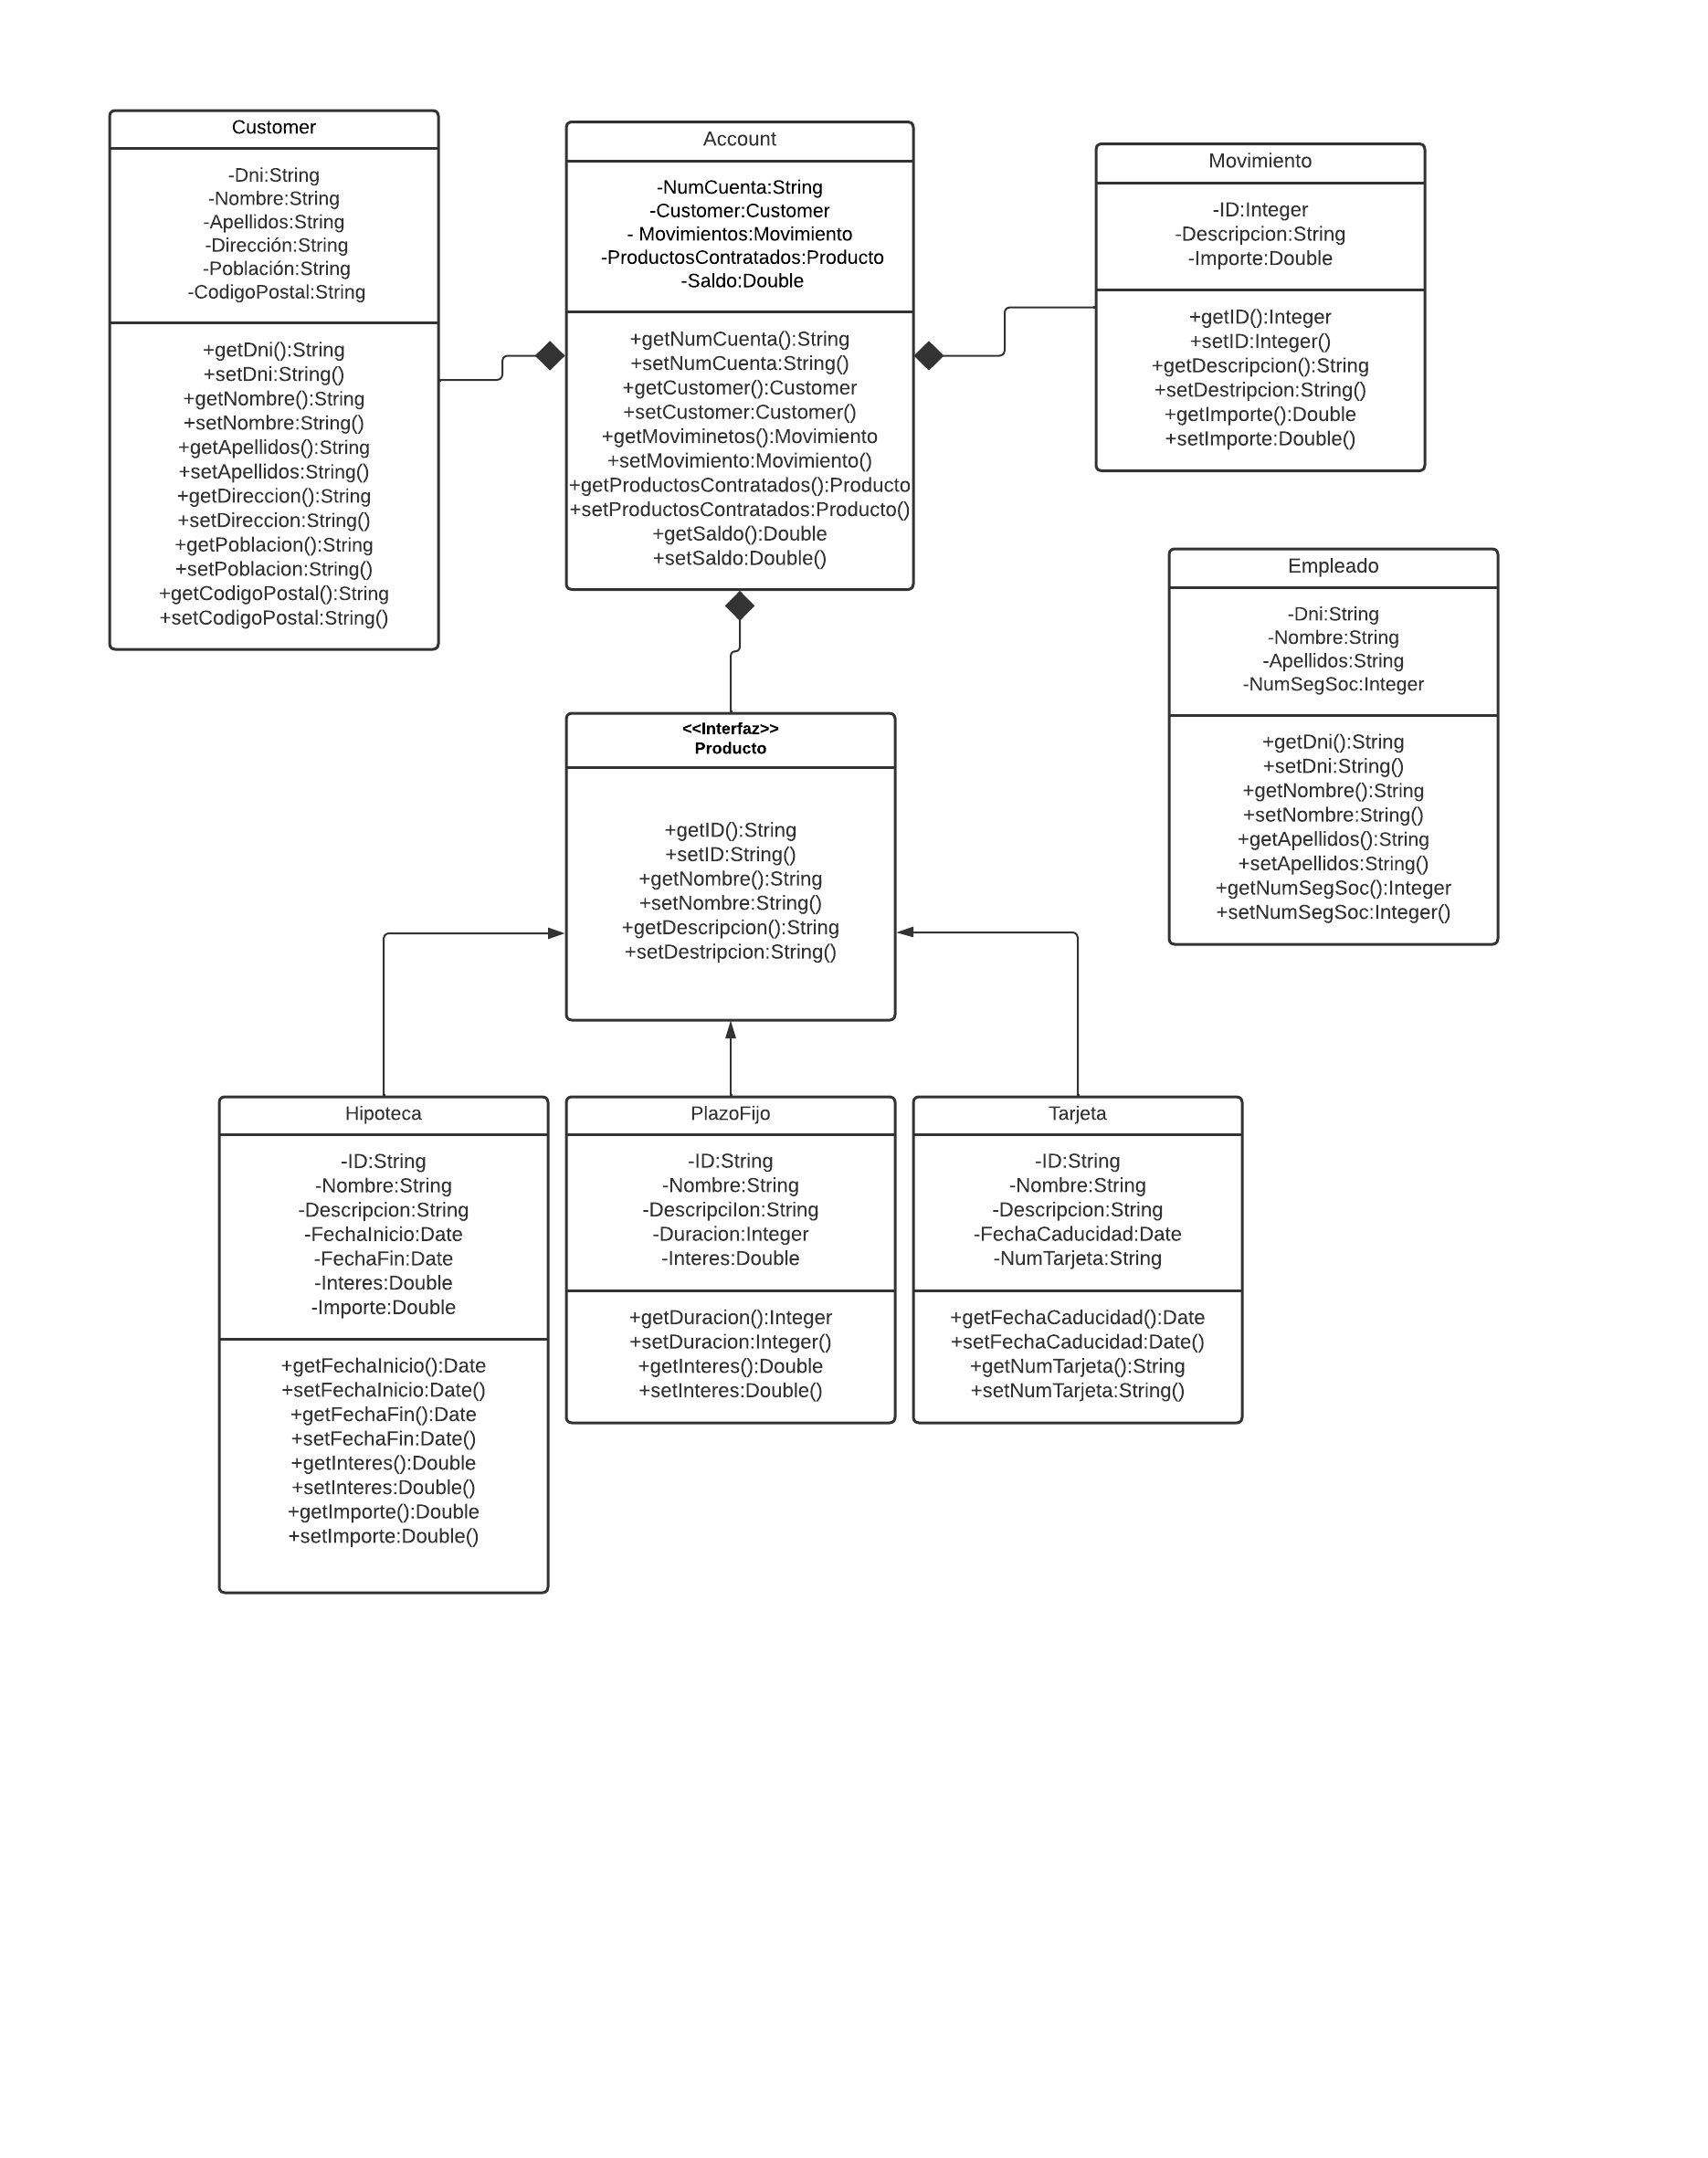 Customer
-Dni:String
-Nombre:String
-Apellidos:String
-Dirección:String
-Población:String
-CodigoPostal:String
+getDni():String
+setDni:String()
+getNombre():String
+setNombre:String()
+getApellidos():String
+setApellidos:String()
+getDireccion():String
+setDireccion:String()
+getPoblacion():String
+setPoblacion:String()
+getCodigoPostal():String
+setCodigoPostal:String()
Account
-NumCuenta:String
-Customer:Customer
- Movimientos:Movimiento
-ProductosContratados:Producto
-Saldo:Double
+getNumCuenta():String
+setNumCuenta:String()
+getCustomer():Customer
+setCustomer:Customer()
+getMoviminetos():Movimiento
+setMovimiento:Movimiento()
+getProductosContratados():Producto
+setProductosContratados:Producto()
+getSaldo():Double
+setSaldo:Double()
Movimiento
-ID:Integer
-Descripcion:String
-Importe:Double
+getID():Integer
+setID:Integer()
+getDescripcion():String
+setDestripcion:String()
+getImporte():Double
+setImporte:Double()
Empleado
-Dni:String
-Nombre:String
-Apellidos:String
-NumSegSoc:Integer
+getDni():String
+setDni:String()
+getNombre():String
+setNombre:String()
+getApellidos():String
+setApellidos:String()
+getNumSegSoc():Integer
+setNumSegSoc:Integer()
<<Interfaz>>
Producto
+getID():String
+setID:String()
+getNombre():String
+setNombre:String()
+getDescripcion():String
+setDestripcion:String()
Hipoteca
-ID:String
-Nombre:String
-Descripcion:String
-FechaInicio:Date
-FechaFin:Date
-Interes:Double
-Importe:Double
+getFechaInicio():Date
+setFechaInicio:Date()
+getFechaFin():Date
+setFechaFin:Date()
+getInteres():Double
+setInteres:Double()
+getImporte():Double
+setImporte:Double()
PlazoFijo
-ID:String
-Nombre:String
-DescripciIon:String
-Duracion:Integer
-Interes:Double
+getDuracion():Integer
+setDuracion:Integer()
+getInteres():Double
+setInteres:Double()
Tarjeta
-ID:String
-Nombre:String
-Descripcion:String
-FechaCaducidad:Date
-NumTarjeta:String
+getFechaCaducidad():Date
+setFechaCaducidad:Date()
+getNumTarjeta():String
+setNumTarjeta:String()